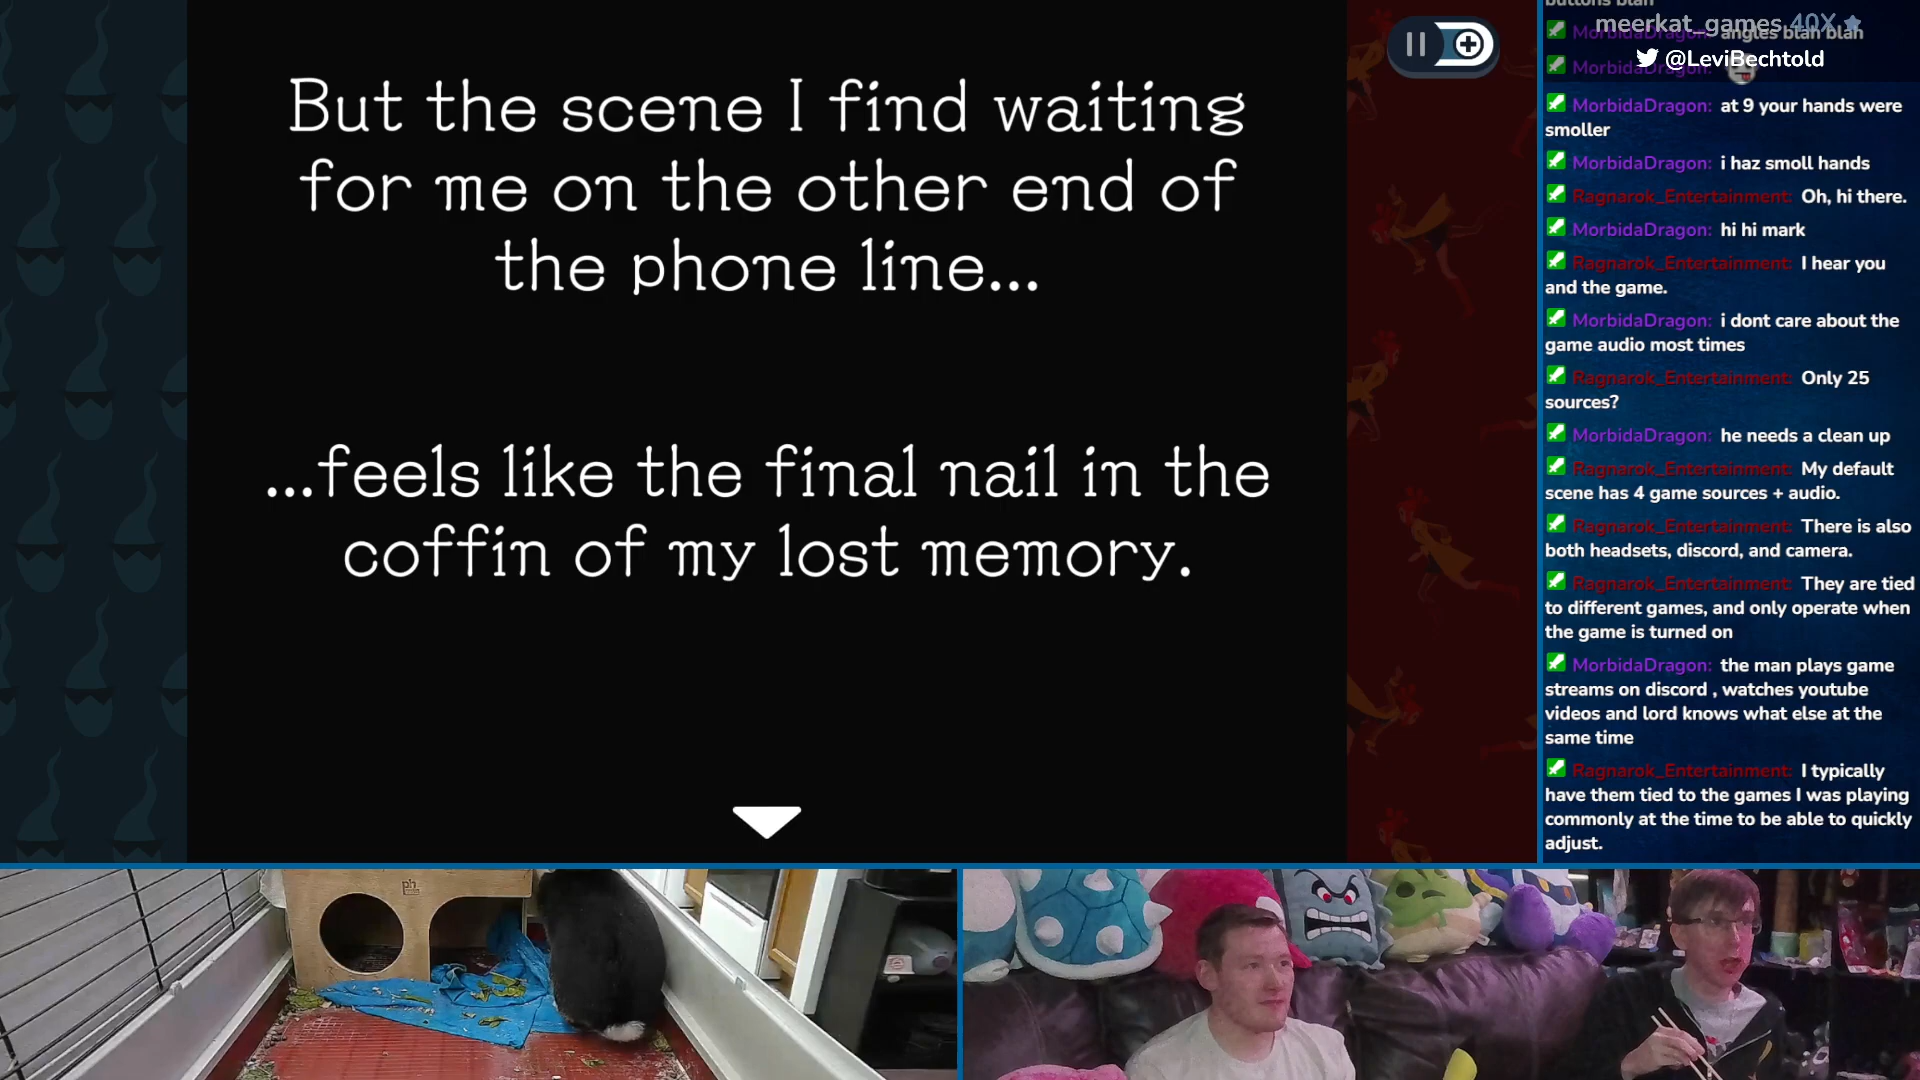 But the scene I find waiting
for me on the other end of
the phone line...
...feels like the final nail in the
coffin of my lost memory.
meerkat_games 40X
@LeviBechtold
buttons blah
MorbidaDragon: angles blah blah
MorbidaDragon:
MorbidaDragon: at 9 your hands were
smoller
MorbidaDragon: i haz smoll hands
Ragnarok_Entertainment: Oh, hi there.
MorbidaDragon: hi hi mark
Ragnarok_Entertainment: I hear you
and the game.
MorbidaDragon: i dont care about the
game audio most times
Ragnarok_Entertainment: Only 25
sources?
MorbidaDragon: he needs a clean up
Ragnarok_Entertainment: My default
scene has 4 game sources + audio.
Ragnarok_Entertainment: There is also
both headsets, discord, and camera.
Ragnarok_Entertainment: They are tied
to different games, and only operate when
the game is turned on
MorbidaDragon: the man plays game
streams on discord , watches youtube
videos and lord knows what else at the
same time
Ragnarok_Entertainment: I typically
have them tied to the games I was playing
commonly at the time to be able to quickly
adjust.